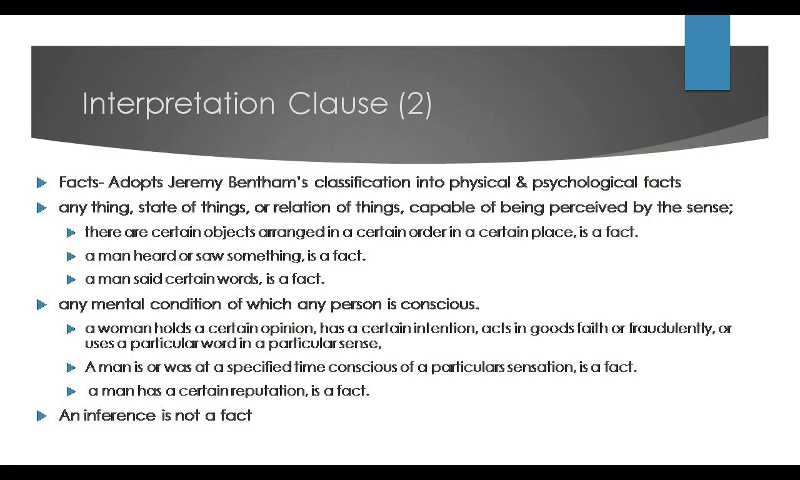 Interpretation Clause (2)
Facts- Adopts Jeremy Bentham's classification into physical & psychological facts
any thing, state of things, or relation of things, capable of being perceived by the sense;
there are certain objects arranged in a certain order in a certain place, is a fact.
a man heard or saw something, is a fact.
a man said certain words, is a fact.
any mental condition of which any person is conscious.
a woman holds a certain opinion, has a certain intention, acts in goods faith or fraudulently, or
uses a particular word in a particular sense,
A man is or was at a specified time conscious of a particulars sensation, is a fact.
a man has a certain reputation, is a fact.
An inference is not a fact